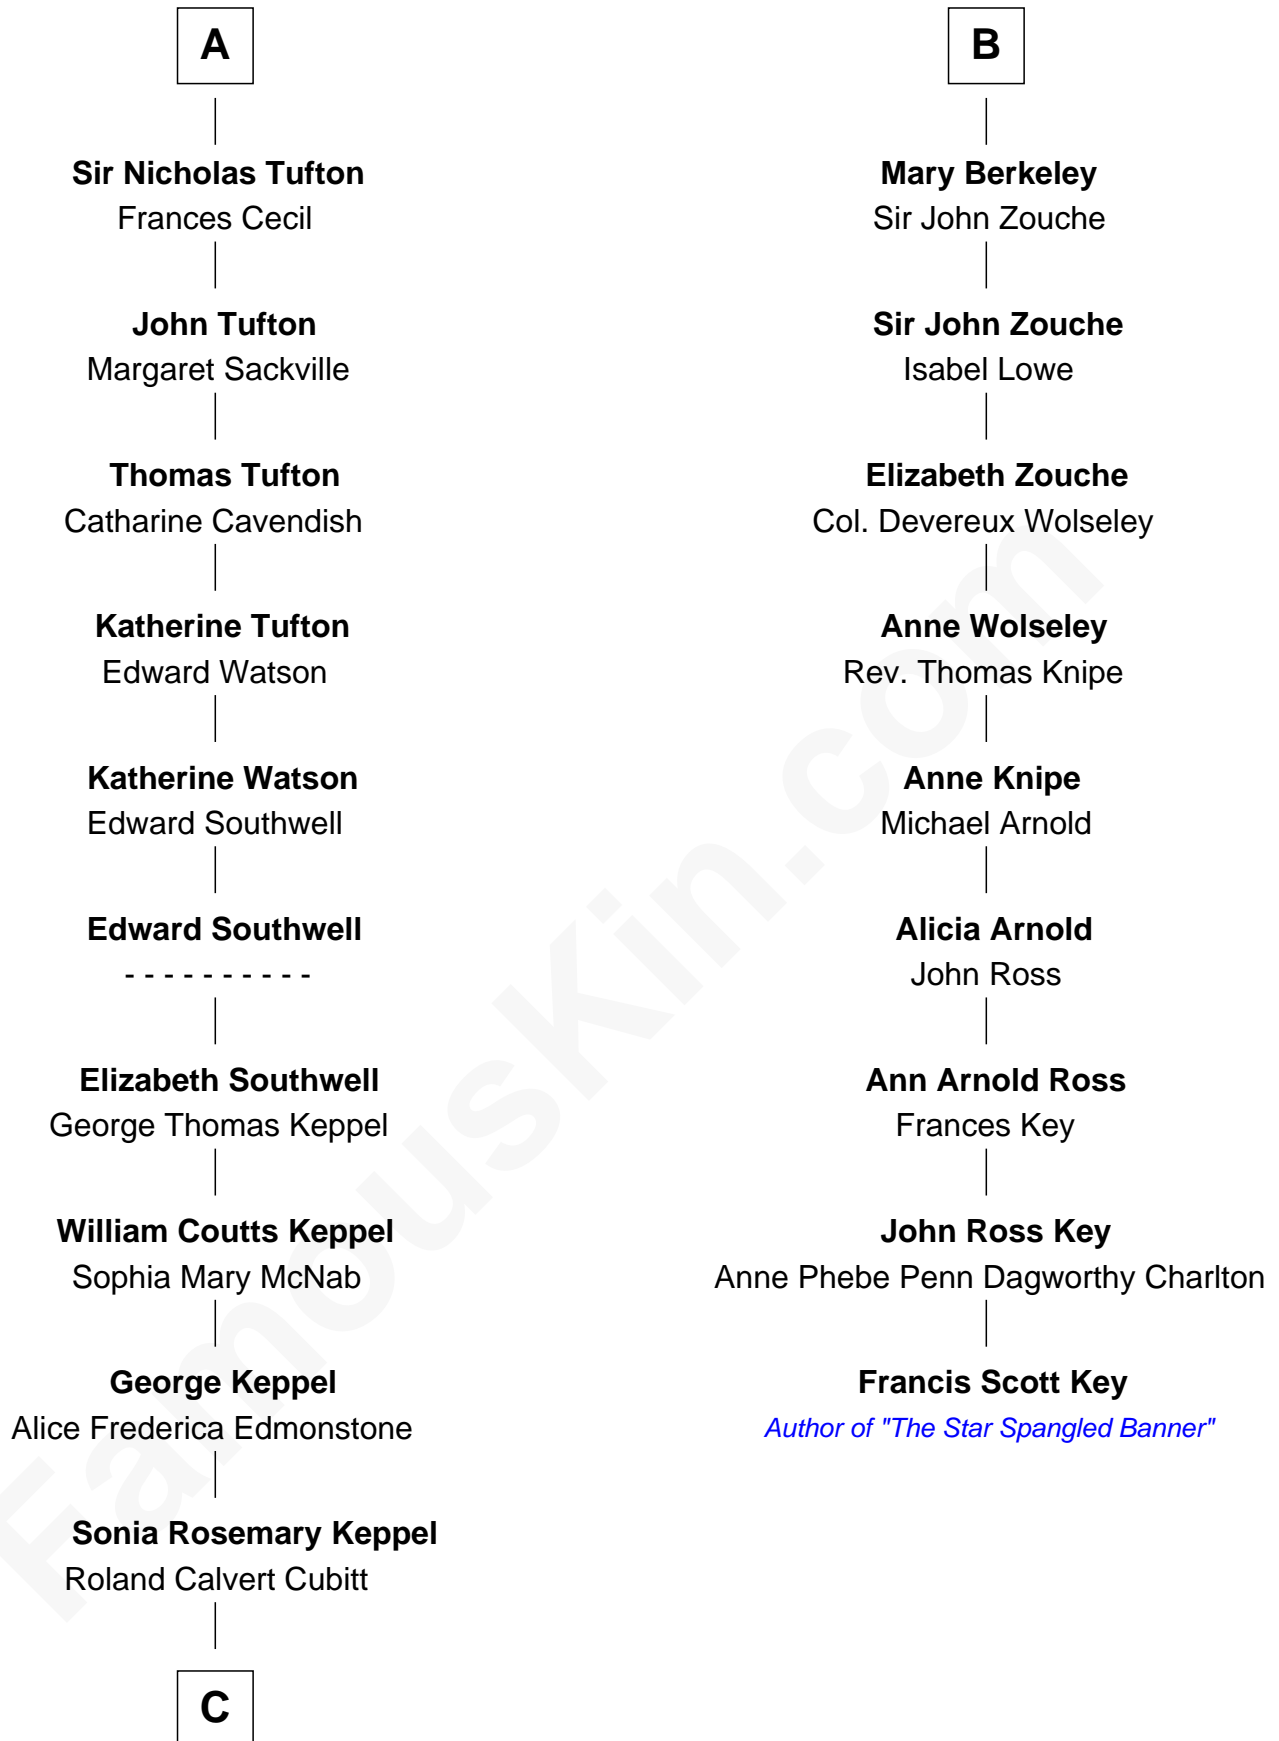 A
Sir Nicholas Tufton
Frances Cecil
John Tufton
Margaret Sackville
Thomas Tufton
Catharine Cavendish
Katherine Tufton
Edward Watson
Katherine Watson
Edward Southwell
Edward Southwell
- - - - - - - - - -
Elizabeth Southwell
George Thomas Keppel
William Coutts Keppel
Sophia Mary McNab
George Keppel
Alice Frederica Edmonstone
Sonia Rosemary Keppel
Roland Calvert Cubitt
C
B
Mary Berkeley
Sir John Zouche
Sir John Zouche
Isabel Lowe
Elizabeth Zouche
Col. Devereux Wolseley
Anne Wolseley
Rev. Thomas Knipe
Anne Knipe
Michael Arnold
Alicia Arnold
John Ross
Ann Arnold Ross
Frances Key
John Ross Key
Anne Phebe Penn Dagworthy Charlton
Francis Scott Key
Author of "The Star Spangled Banner"
FamousKin.com